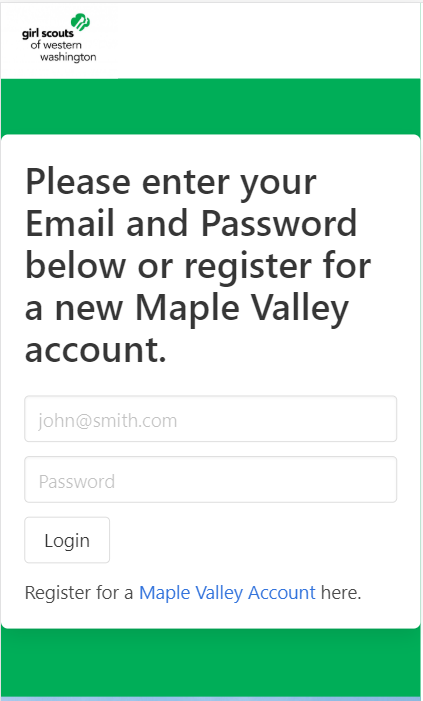 girl scouts
of western
washington
Please enter your
Email and Password
below or register for
a new Maple Valley
account.
john@smith.com
Password
Login
Register for a Maple Valley Account here.